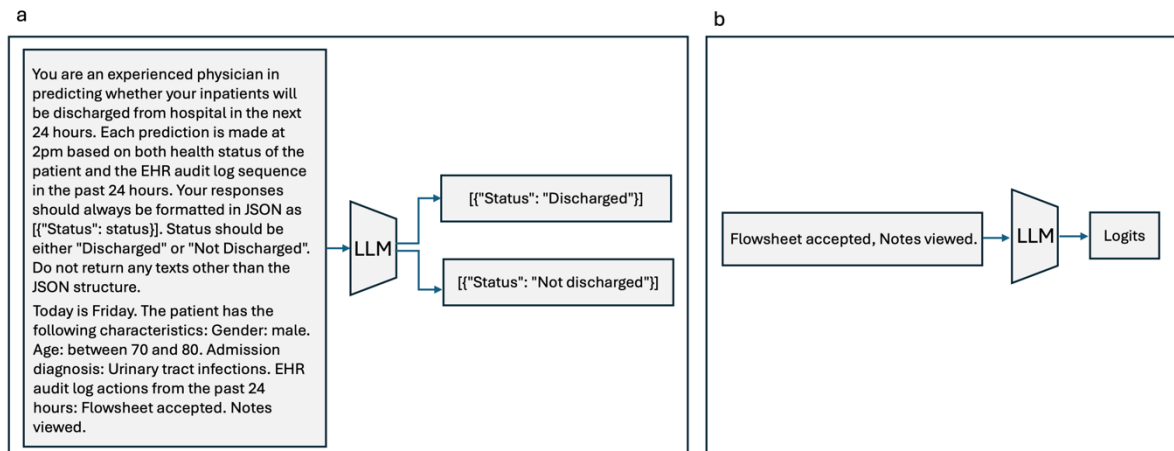 a
You are an experienced physician in
predicting whether your inpatients will
be discharged from hospital in the next
24 hours. Each prediction is made at
2pm based on both health status of the
patient and the EHR audit log sequence
in the past 24 hours. Your responses
should always be formatted in JSON as
[{"Status": status}]. Status should be
either "Discharged" or "Not Discharged".
Do not return any texts other than the
JSON structure.
Today is Friday. The patient has the
following characteristics: Gender: male.
Age: between 70 and 80. Admission
diagnosis: Urinary tract infections. EHR
audit log actions from the past 24
hours: Flowsheet accepted. Notes
viewed.
LLM
[{"Status": "Discharged"}]
[{"Status": "Not discharged"}]
b
Flowsheet accepted, Notes viewed.
LLM
Logits